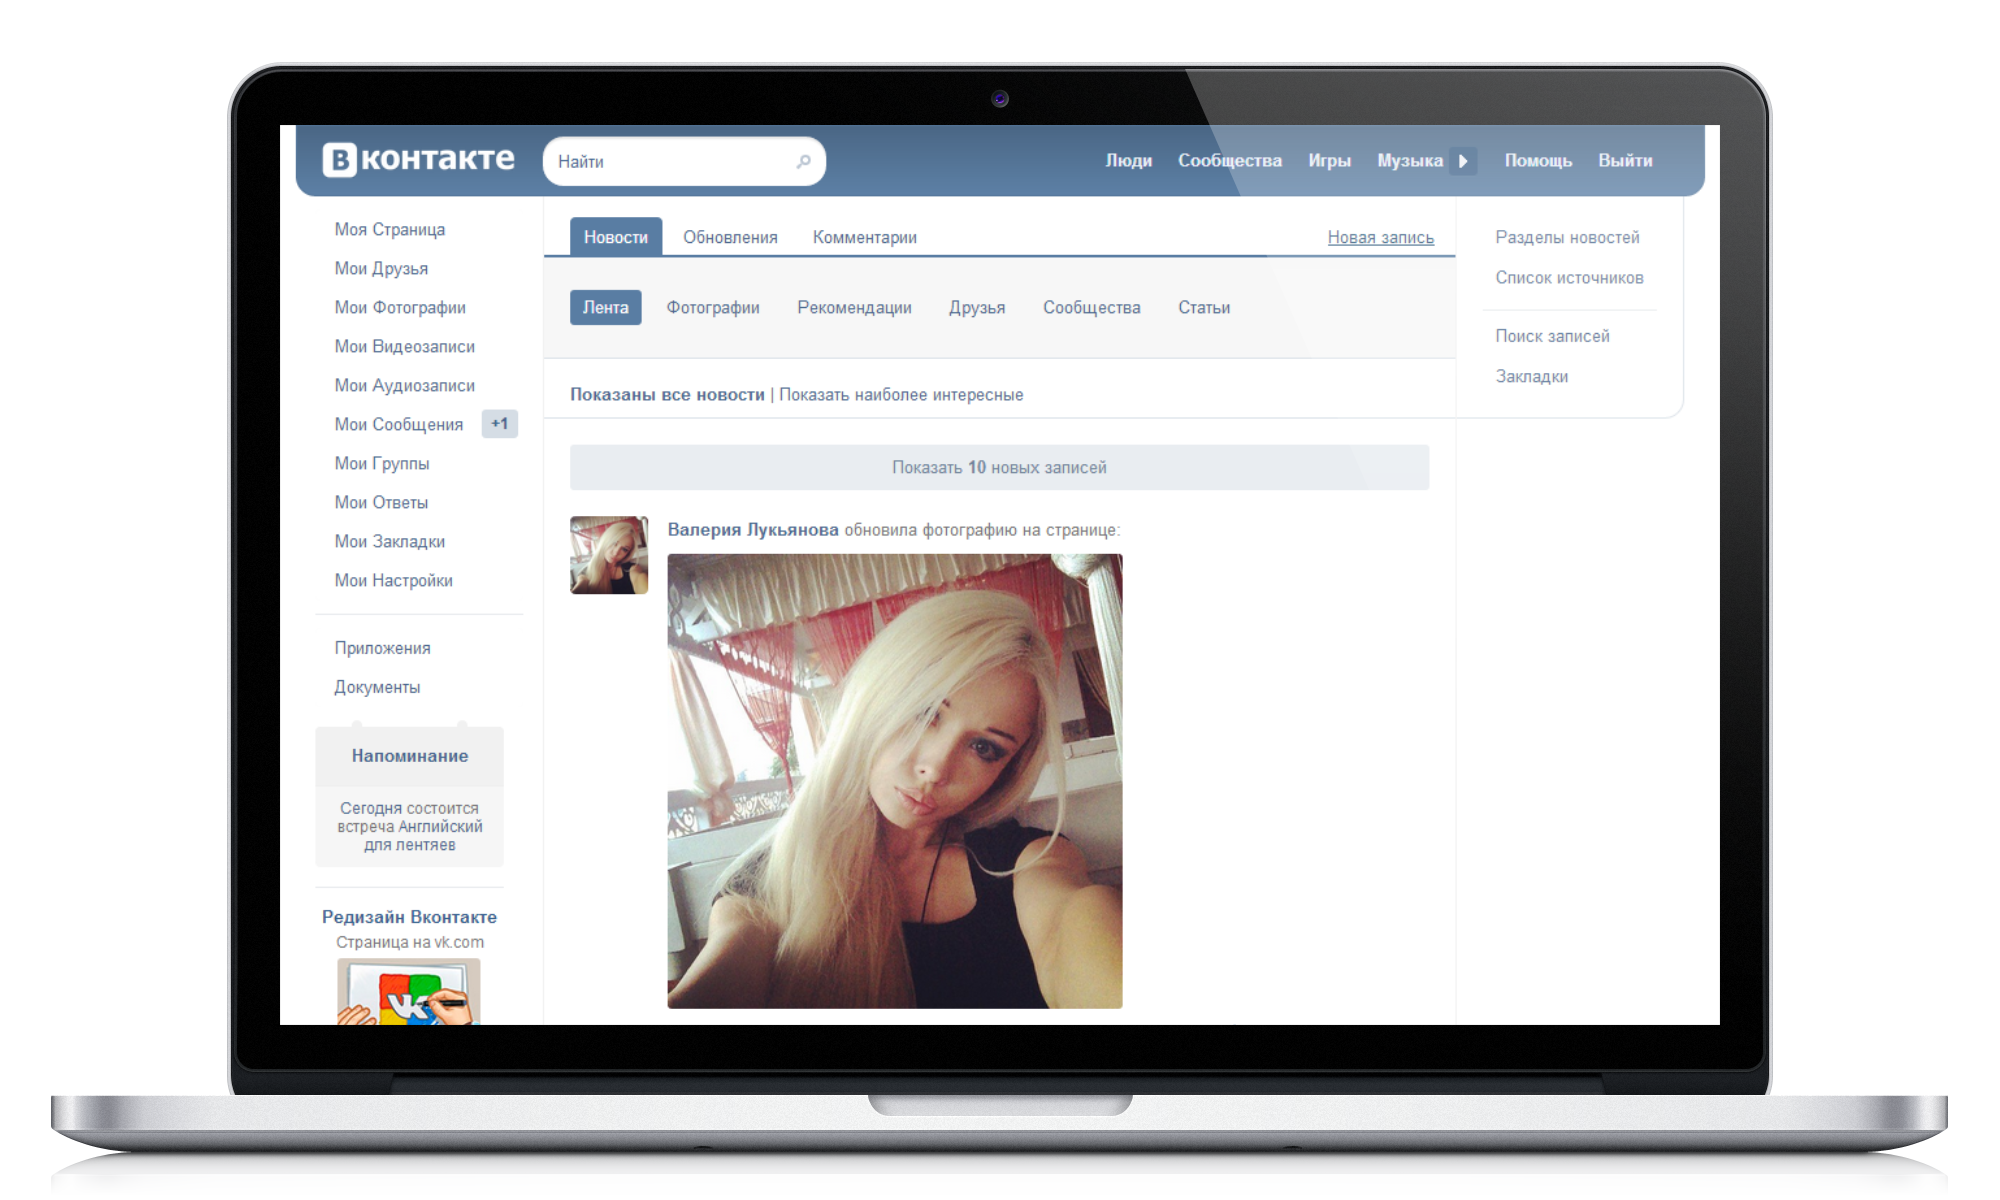 В контакте
Найти
Люди Сообщества Игры Музыка Помощь Выйти
Моя Страница
Мои Друзья
Мои Фотографии
Мои Видеозаписи
Мои Аудиозаписи
Мои Сообщения +1
Мои Группы
Мои Ответы
Мои Закладки
Мои Настройки
Приложения
Документы
Напоминание
Сегодня состоится
встреча Английский
для лентяев
Редизайн Вконтакте
Страница на vk.com
Новости Обновления Комментарии Новая запись
Лента Фотографии Рекомендации Друзья Сообщества Статьи
Показаны все новости | Показать наиболее интересные
Показать 10 новых записей
Валерия Лукьянова обновила фотографию на странице:
Разделы новостей
Список источников
Поиск записей
Закладки